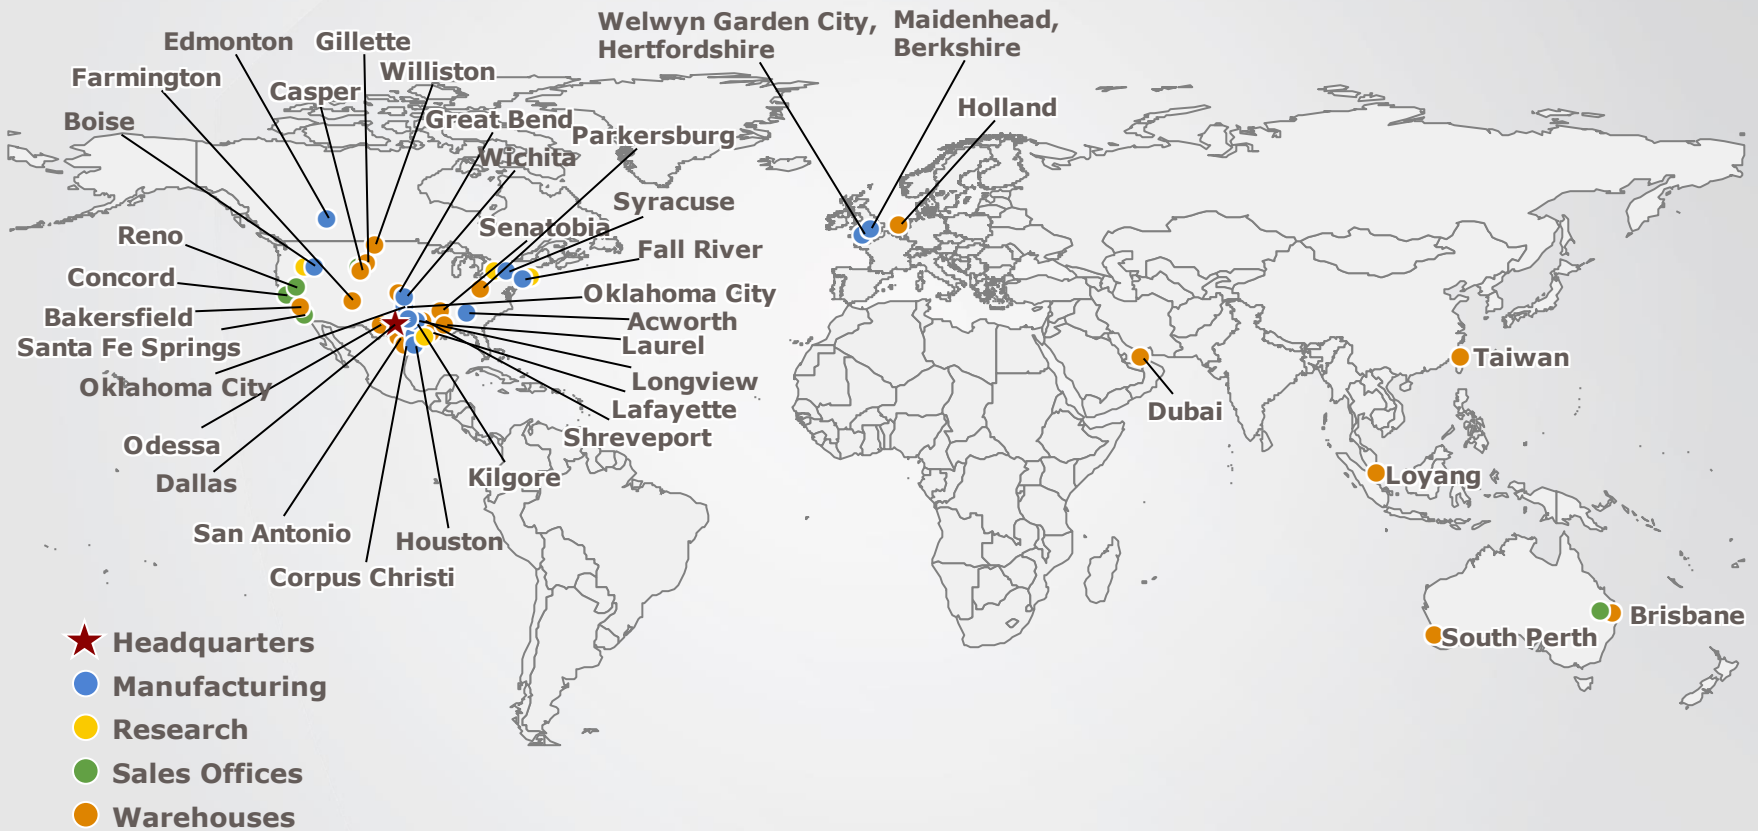 Welwyn Garden City,
Hertfordshire
Maidenhead,
Berkshire
Edmonton
Gillette
Farmington
Williston
Casper
Holland
Boise
Great Bend
Parkersburg
Wichita
Syracuse
Senatobia
Reno
Fall River
Concord
Oklahoma City
Bakersfield
Acworth
Santa Fe Springs
Laurel
Taiwan
Oklahoma City
Longview
Lafayette
Dubai
Odessa
Shreveport
Dallas
Kilgore
Loyang
San Antonio
Houston
Corpus Christi
Brisbane
South Perth
Headquarters
Manufacturing
Research
Sales Offices
Warehouses